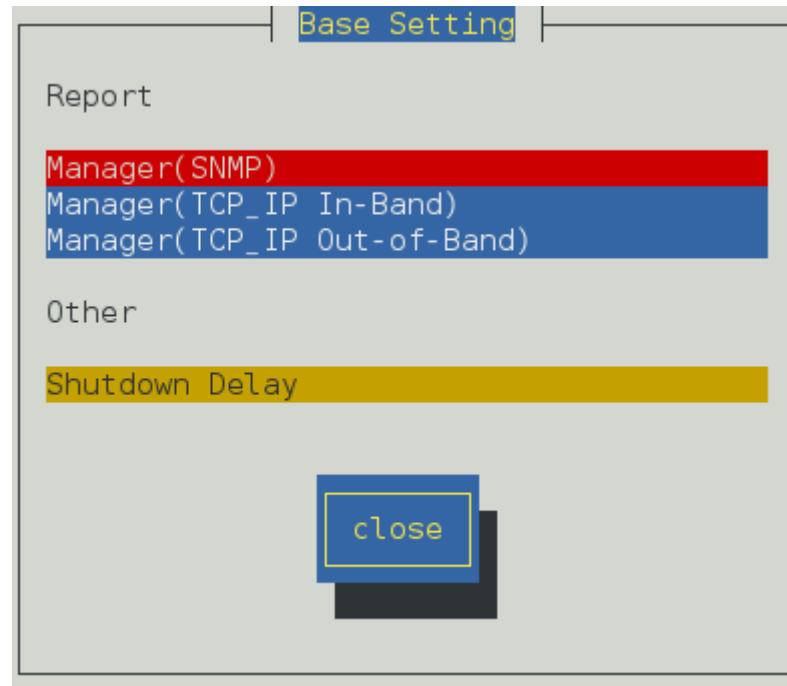 Base Setting
Report
Manager(SNMP)
Manager(TCP_IP In-Band)
Manager(TCP_IP Out-of-Band)
Other
Shutdown Delay
close